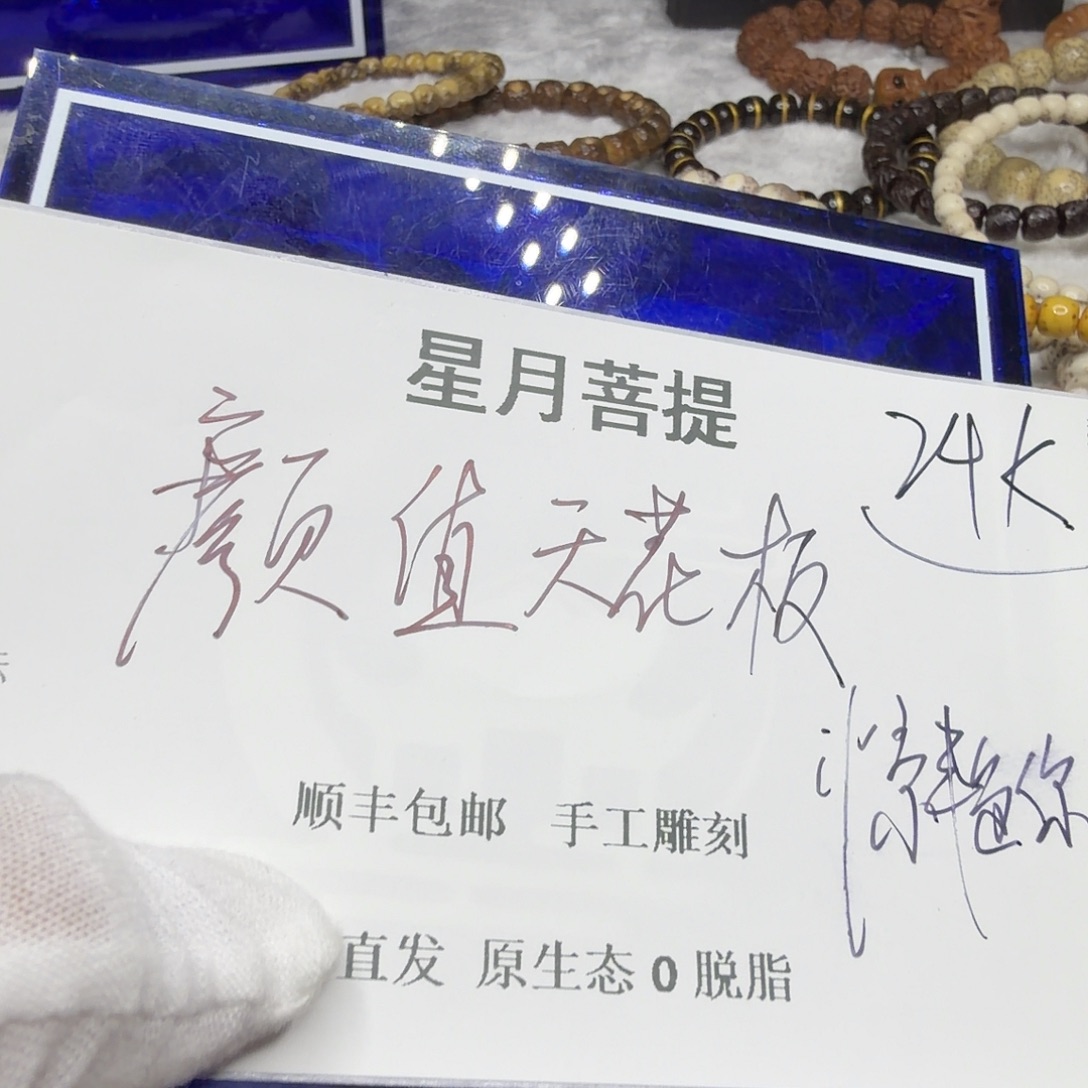 星月菩提
24K
颜值天花板
顺丰包邮 手工雕刻
直发 原生态0脱脂